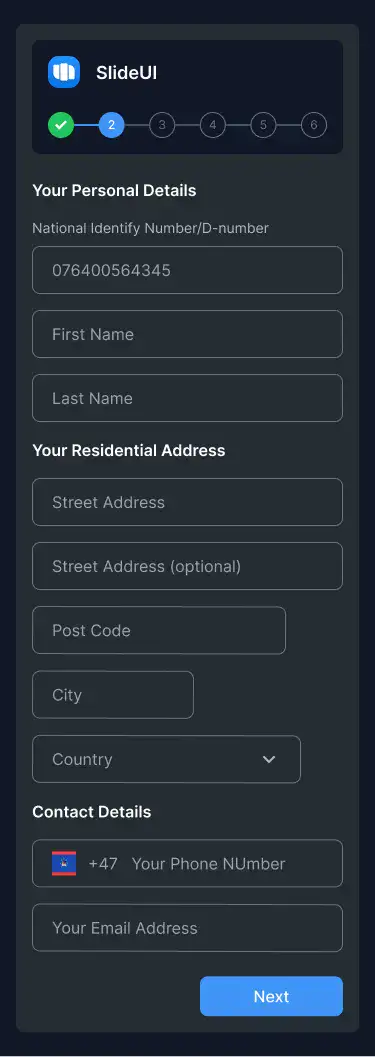 SlideUI
2 3 4 5 6
Your Personal Details
National Identify Number/D-number
076400564345
First Name
Last Name
Your Residential Address
Street Address
Street Address (optional)
Post Code
City
Country
Contact Details
+47 Your Phone NUmber
Your Email Address
Next